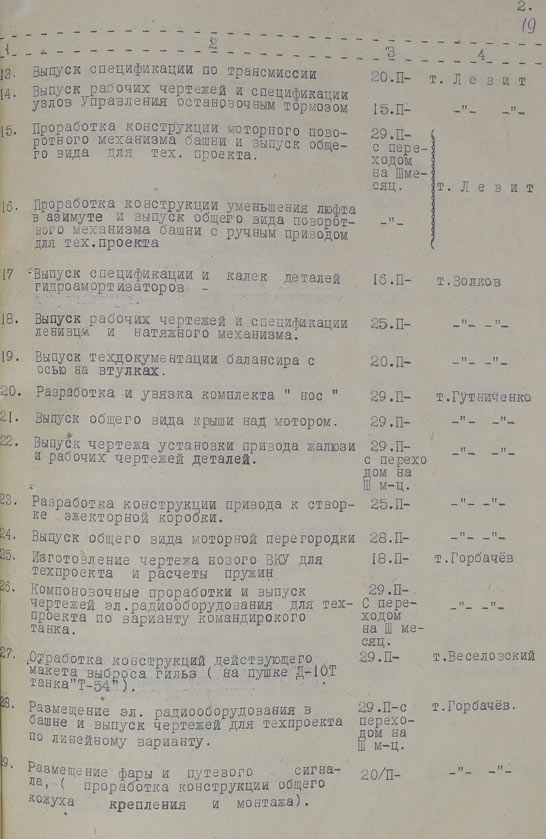 2.
19
1 2 3 4
13. Выпуск спецификации по трансмиссии 20.П- т. Л е в и т
14. Выпуск рабочих чертежей и спецификации
узлов управления остановочным тормозом 15.П- -"- -"-
15. Проработка конструкции моторного пово- 29.П-
ротного механизма башни и выпуск обще- с пере-
го вида для тех. проекта. ходом
на Шме-
сяц. т. Л е в и т
16. Проработка конструкции уменьшения люфта
в азимуте и выпуск общего вида поворот- -"-
ного механизма башни с ручным приводом
для тех.проекта
17 Выпуск спецификации и калек деталей 16.П- т.Волков
гидроамортизаторов -
18. Выпуск рабочих чертежей и спецификации 25.П- -"- -"-
ленивца и натяжного механизма.
19. Выпуск техдокументации балансира с 20.П- -"- -"-
осью на втулках.
20. Разработка и увязка комплекта " нос " 29.П- т.Гутниченко
21. Выпуск общего вида крыши над мотором. 29.П- -"- -"-
22. Выпуск чертежа установки привода жалюзи 29.П- -"- -"-
и рабочих чертежей деталей. с перехо
дом на
Ш м-ц.
23. Разработка конструкции привода к створ- 25.П- -"- -"-
ке эжекторной коробки.
24. Выпуск общего вида моторной перегородки 28.П- -"- -"-
25. Изготовление чертежа нового ВКУ для 18.П- т.Горбачёв
техпроекта и расчеты пружин
26. Компоновочные проработки и выпуск 29.П-
чертежей эл.радиооборудования для тех- С пере- -"- -"-
проекта по варианту командирокого ходом
танка. на Ш ме-
сяц.
27. Отработка конструкций действующего 29.П- т.Веселовский
макета выброса гильз ( на пушке Д-10Т
танка"Т-54").
28. Размещение эл. радиооборудования в 29.П-с т.Горбачёв.
башне и выпуск чертежей для техпроекта перехо-
по линейному варианту. дом на
Ш м-ц.
9. Размещение фары и путевого сигна- 20/П- -"- -"-
ла,-( проработка конструкции общего
кожуха крепления и монтажа).